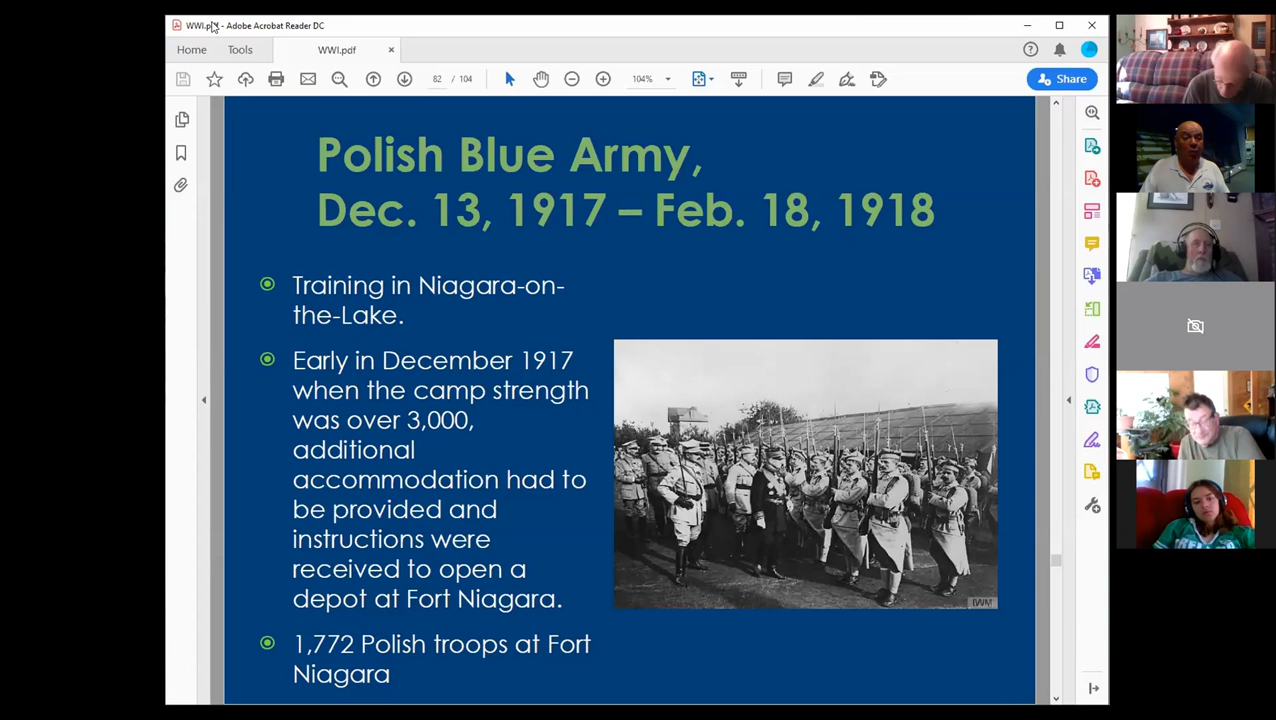 WWI.pdf - Adobe Acrobat Reader DC
Home
Tools
WWI.pdf
82 / 104
104%
Share
Polish Blue Army,
Dec. 13, 1917 – Feb. 18, 1918
Training in Niagara-on-
the-Lake.
Early in December 1917
when the camp strength
was over 3,000,
additional
accommodation had to
be provided and
instructions were
received to open a
depot at Fort Niagara.
1,772 Polish troops at Fort
Niagara
IWM